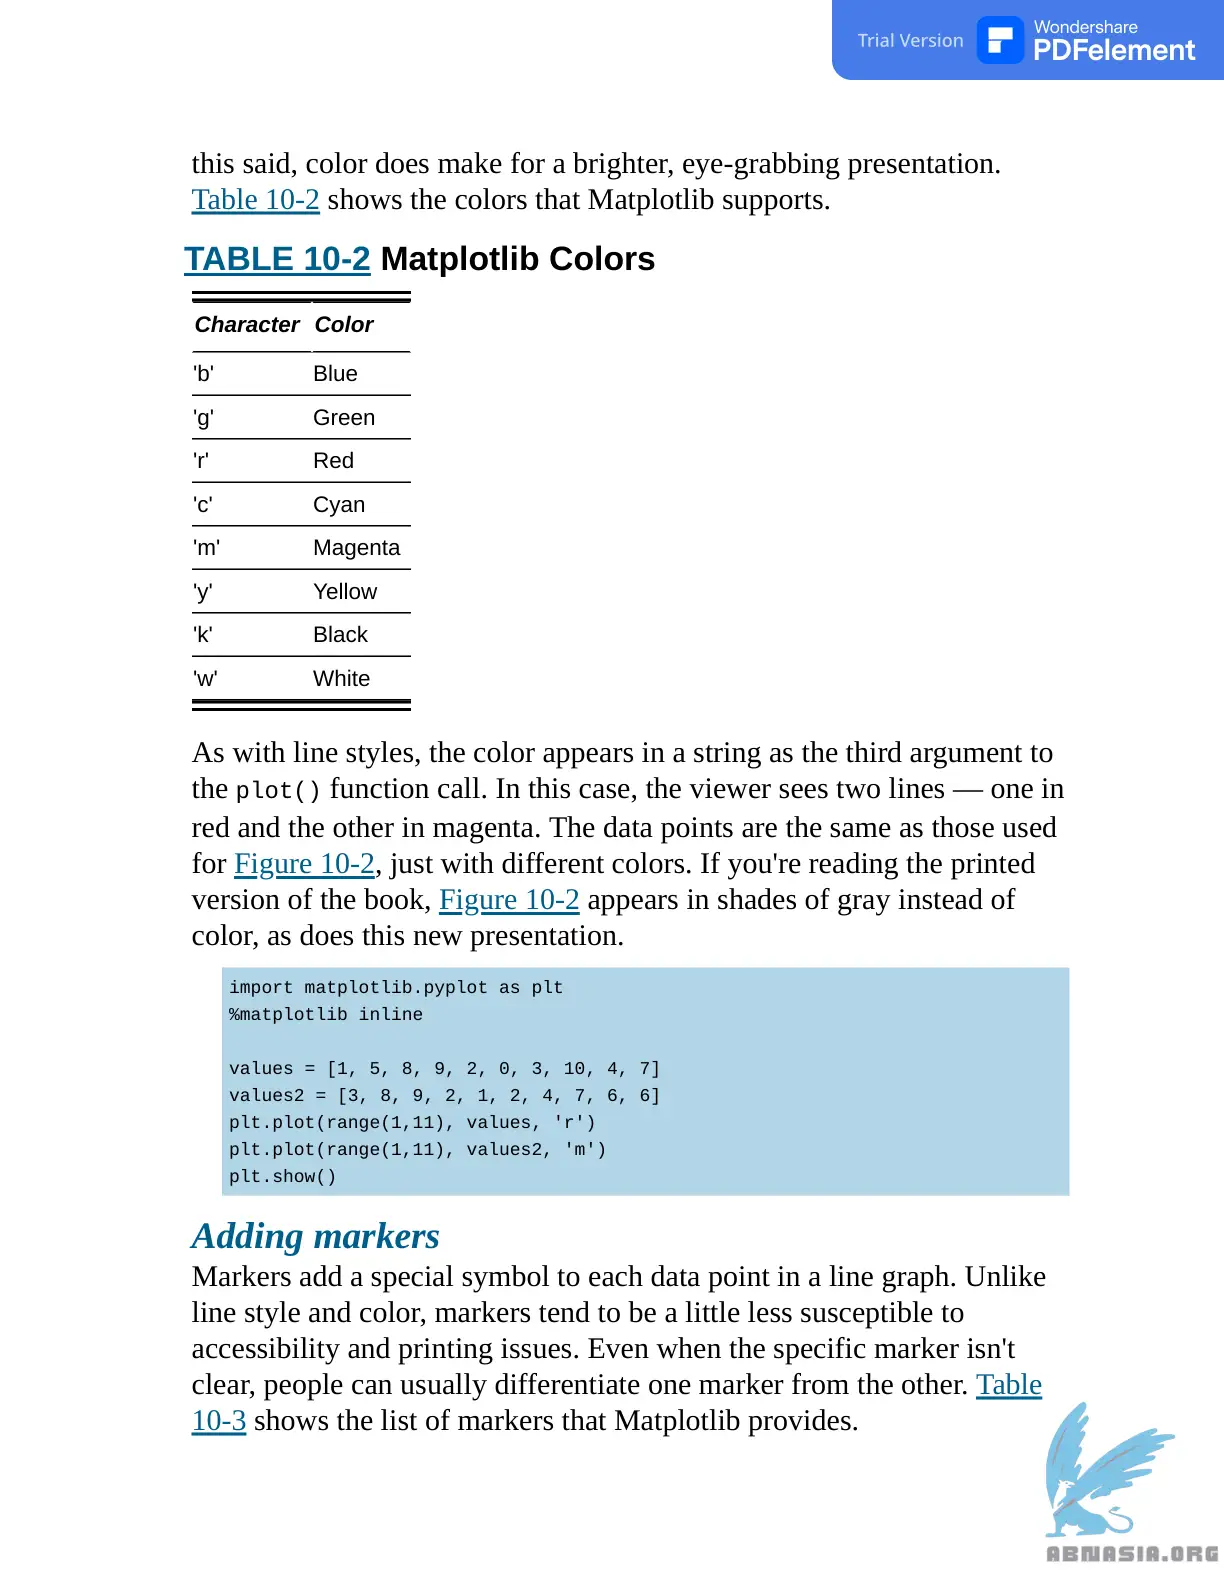 Trial Version
Wondershare
PDFelement
this said, color does make for a brighter, eye-grabbing presentation.
Table 10-2 shows the colors that Matplotlib supports.
TABLE 10-2 Matplotlib Colors
Character Color
'b' Blue
'g' Green
'r' Red
'c' Cyan
'm' Magenta
'y' Yellow
'k' Black
'w' White
As with line styles, the color appears in a string as the third argument to
the plot() function call. In this case, the viewer sees two lines — one in
red and the other in magenta. The data points are the same as those used
for Figure 10-2, just with different colors. If you're reading the printed
version of the book, Figure 10-2 appears in shades of gray instead of
color, as does this new presentation.
import matplotlib.pyplot as plt
%matplotlib inline
values = [1, 5, 8, 9, 2, 0, 3, 10, 4, 7]
values2 = [3, 8, 9, 2, 1, 2, 4, 7, 6, 6]
plt.plot(range(1,11), values, 'r')
plt.plot(range(1,11), values2, 'm')
plt.show()
Adding markers
Markers add a special symbol to each data point in a line graph. Unlike
line style and color, markers tend to be a little less susceptible to
accessibility and printing issues. Even when the specific marker isn't
clear, people can usually differentiate one marker from the other. Table
10-3 shows the list of markers that Matplotlib provides.
ABNASIA.ORG